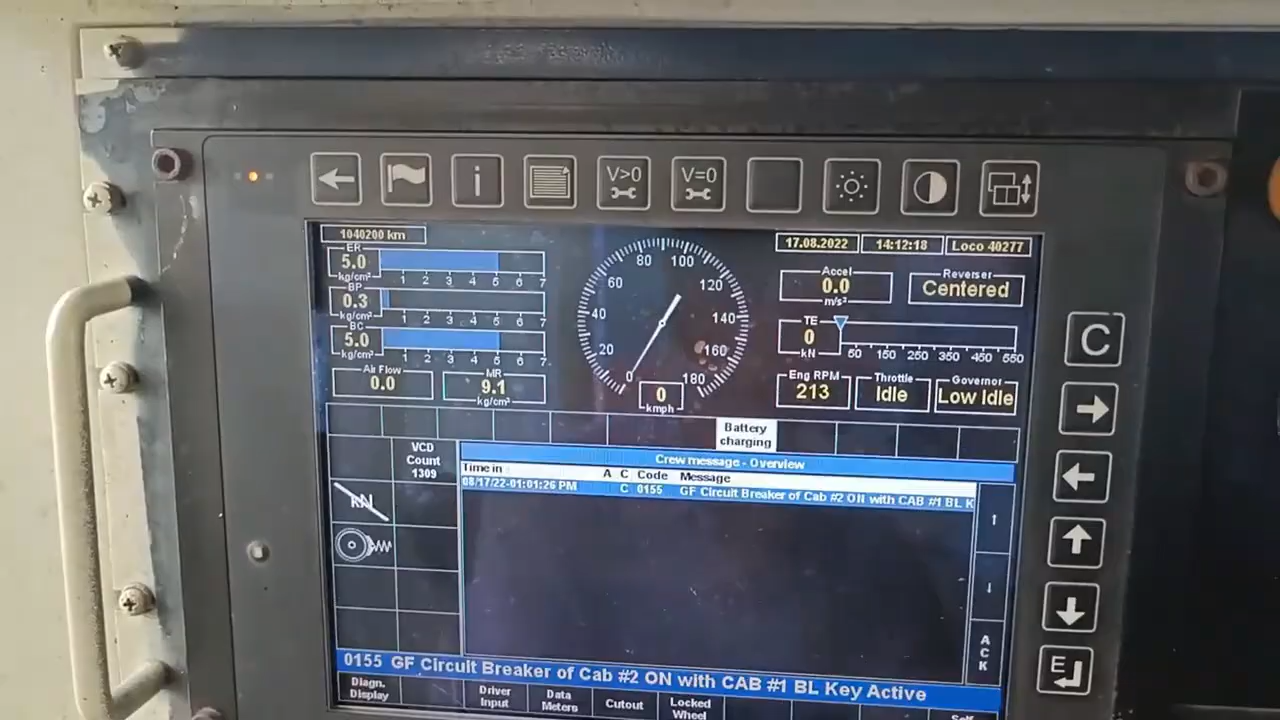 i
V>0
V=0
1040200 km
17.08.2022
14:12:18
Loco 40277
ER
5.0
kg/cm²
1 2 3 4 5 6 7
BP
0.3
kg/cm²
1 2 3 4 5 6 7
BC
5.0
kg/cm²
1 2 3 4 5 6 7
Air Flow
0.0
MR
9.1
kg/cm²
0 20 40 60 80 100 120 140 160 180
0
kmph
Accel
0.0
m/s²
Reverser
Centered
TE
0
kN
50 150 250 350 450 550
Eng RPM
213
Throttle
Idle
Governor
Low Idle
Battery
charging
VCD
Count
1309
kN
Crew message - Overview
Time in A C Code Message
08/17/22-01:01:26 PM C 0155 GF Circuit Breaker of Cab #2 ON with CAB #1 BL K
ACK
0155 GF Circuit Breaker of Cab #2 ON with CAB #1 BL Key Active
Diagn.
Display
Driver
Input
Data
Meters
Cutout
Locked
Wheel
Self
C
E